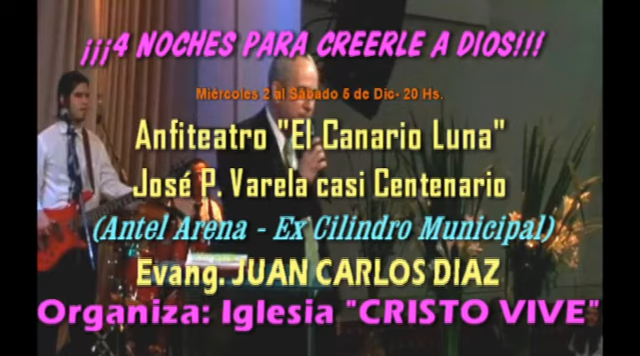 ¡¡¡4 NOCHES PARA CREERLE A DIOS!!!
Miércoles 2 al Sábado 5 de Dic- 20 Hs.
Anfiteatro "El Canario Luna"
José P. Varela casi Centenario
(Antel Arena - Ex Cilindro Municipal)
Evang. JUAN CARLOS DIAZ
Organiza: Iglesia "CRISTO VIVE"